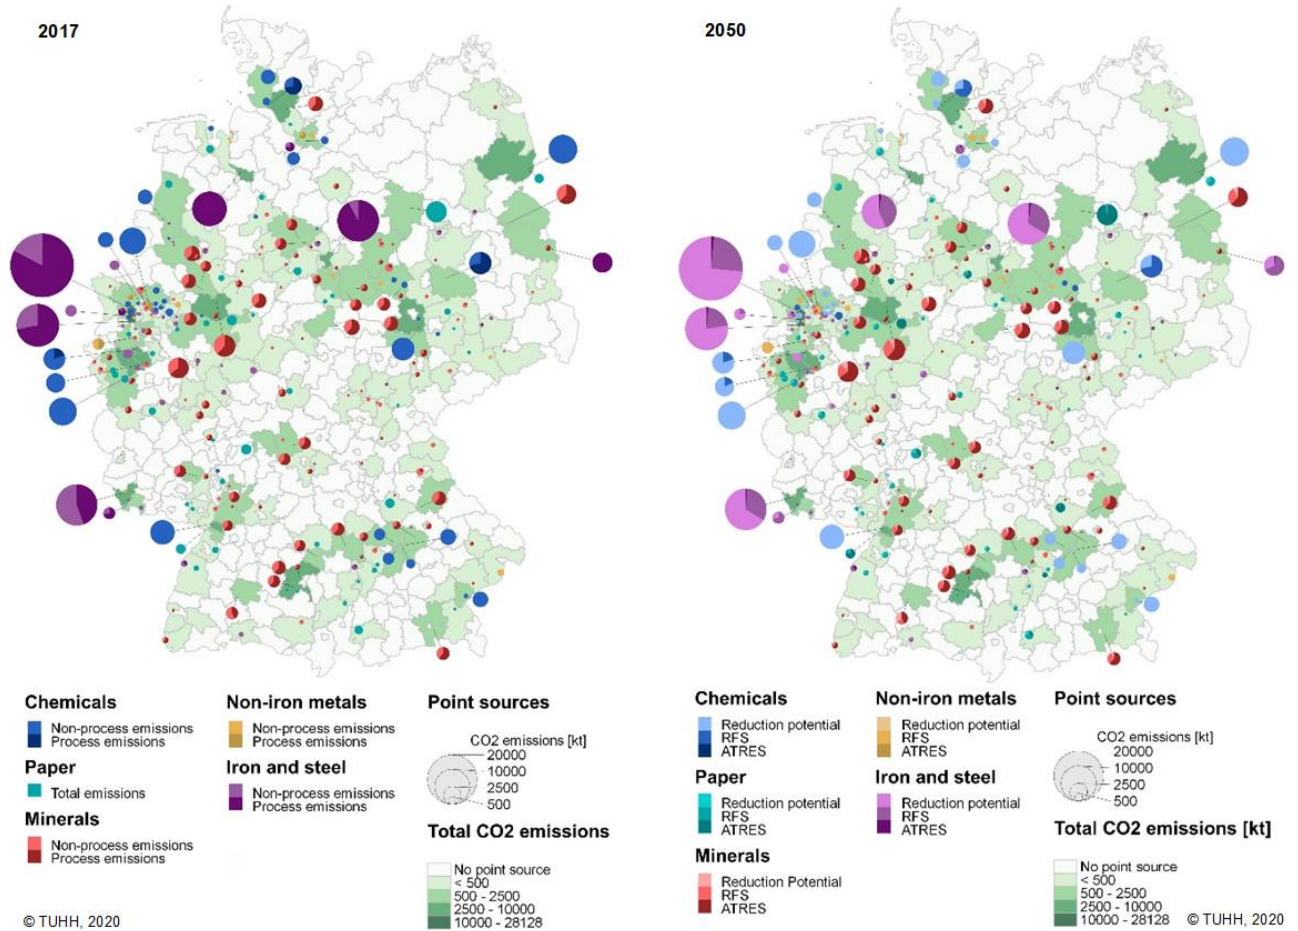 2017
Chemicals
Non-process emissions
Process emissions
Paper
Total emissions
Minerals
Non-process emissions
Process emissions
Non-iron metals
Non-process emissions
Process emissions
Iron and steel
Non-process emissions
Process emissions
Point sources
CO2 emissions [kt]
20000
10000
2500
500
Total CO2 emissions
No point source
< 500
500 - 2500
2500 - 10000
10000 - 28128
© TUHH, 2020
2050
Chemicals
Reduction potential
RFS
ATRES
Paper
Reduction potential
RFS
ATRES
Minerals
Reduction Potential
RFS
ATRES
Non-iron metals
Reduction potential
RFS
ATRES
Iron and steel
Reduction potential
RFS
ATRES
Point sources
CO2 emissions [kt]
20000
10000
2500
500
Total CO2 emissions [kt]
No point source
< 500
500 - 2500
2500 - 10000
10000 - 28128
© TUHH, 2020